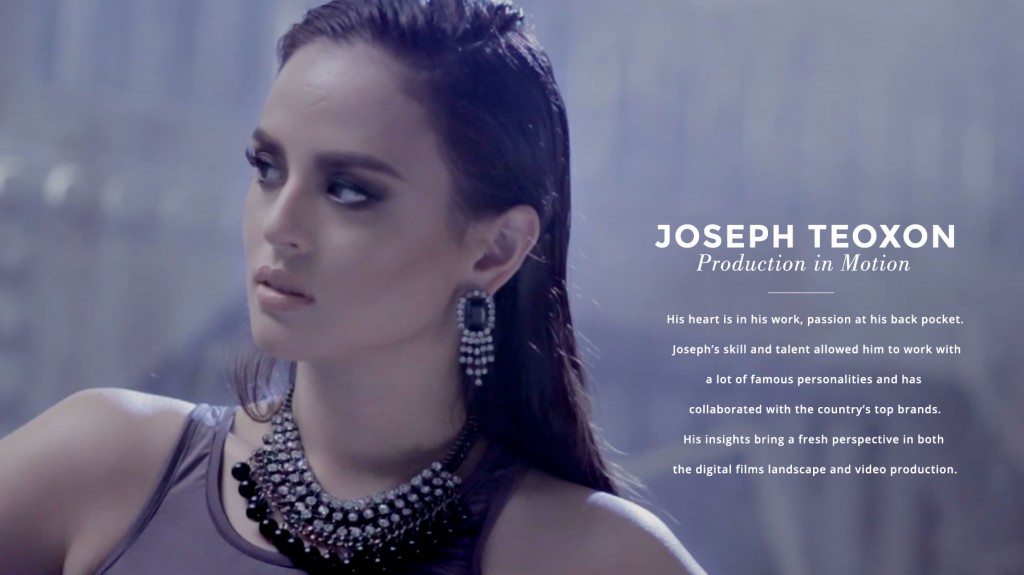 JOSEPH TEOXON
Production in Motion
His heart is in his work, passion at his back pocket.
Joseph’s skill and talent allowed him to work with
a lot of famous personalities and has
collaborated with the country’s top brands.
His insights bring a fresh perspective in both
the digital films landscape and video production.